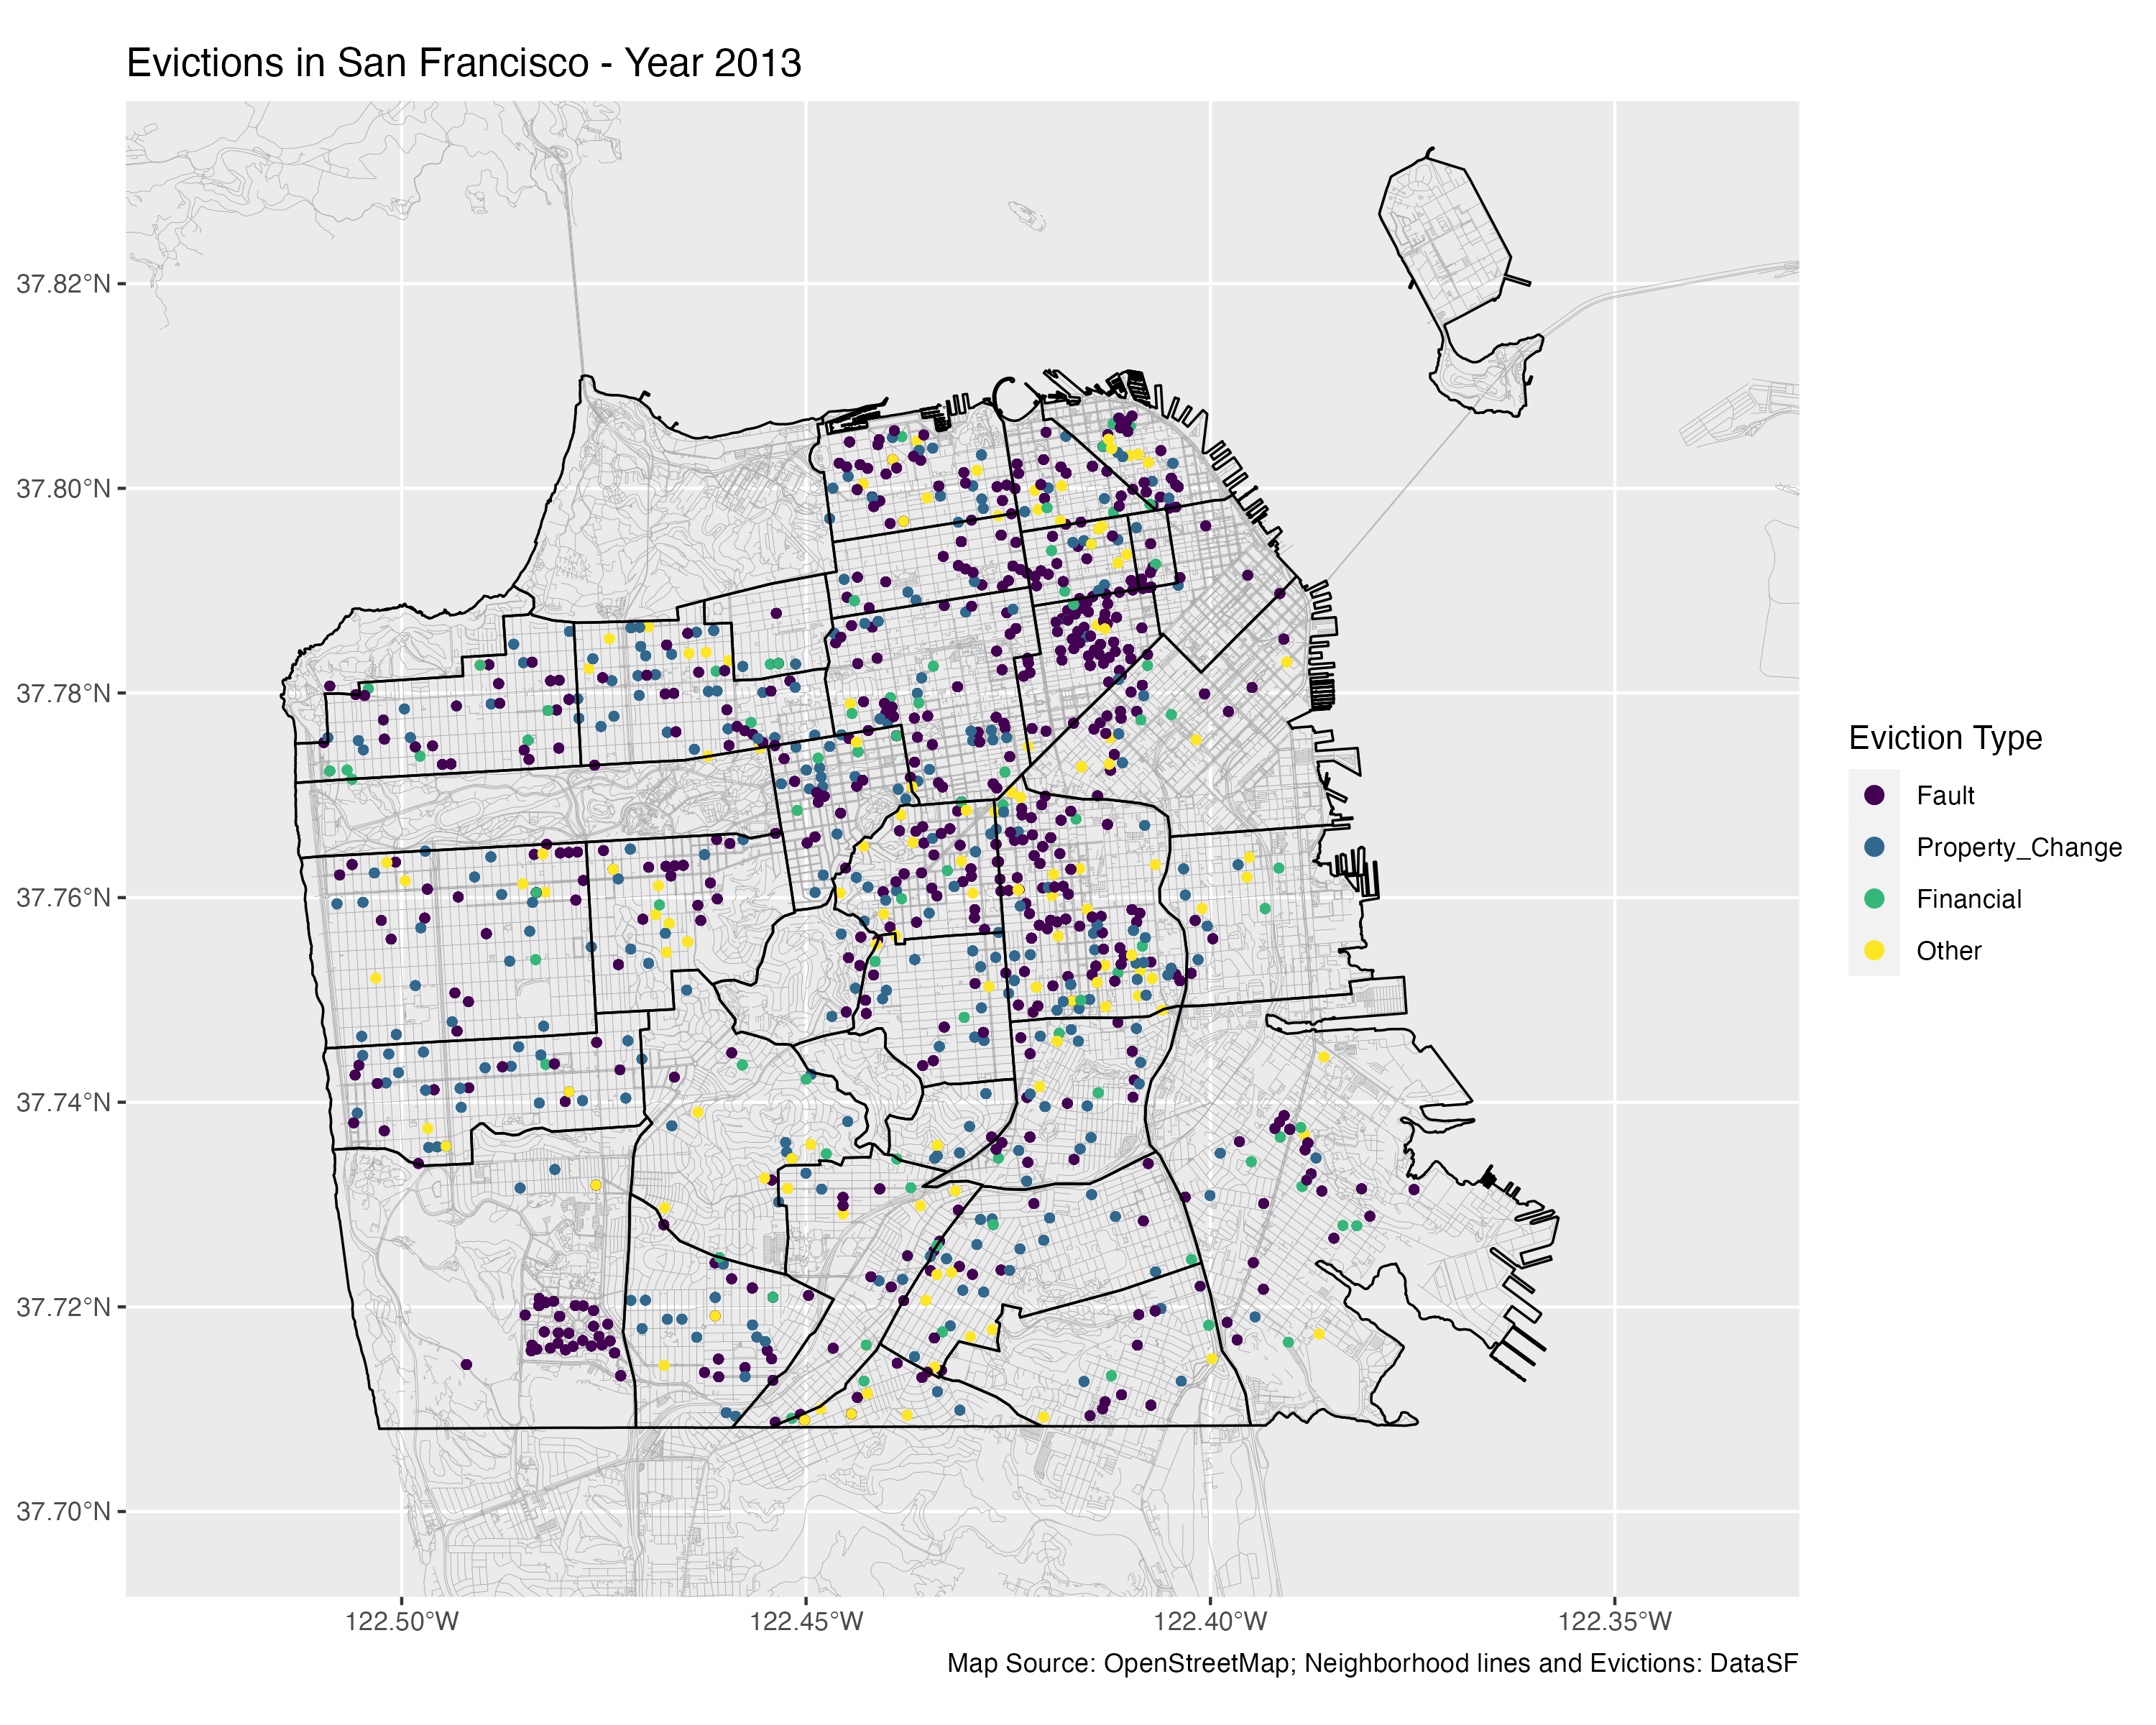 Evictions in San Francisco - Year 2013
37.82°N
37.80°N
37.78°N
37.76°N
37.74°N
37.72°N
37.70°N
122.50°W
122.45°W
122.40°W
122.35°W
Eviction Type
Fault
Property_Change
Financial
Other
Map Source: OpenStreetMap; Neighborhood lines and Evictions: DataSF